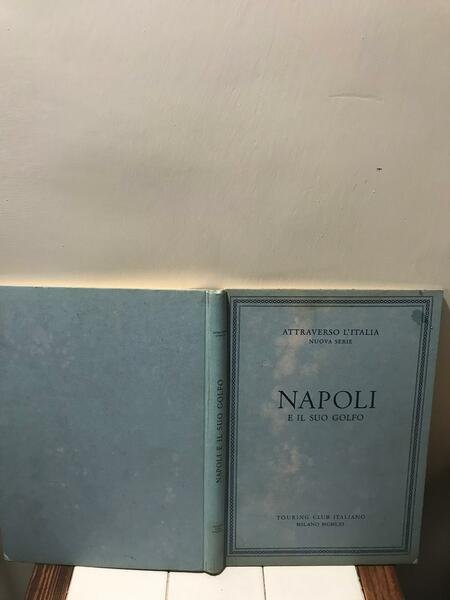 ATTRAVERSO L'ITALIA
NUOVA SERIE
NAPOLI
E IL SUO GOLFO
TOURING CLUB ITALIANO
MILANO MCMLXI
NAPOLI E IL SUO GOLFO